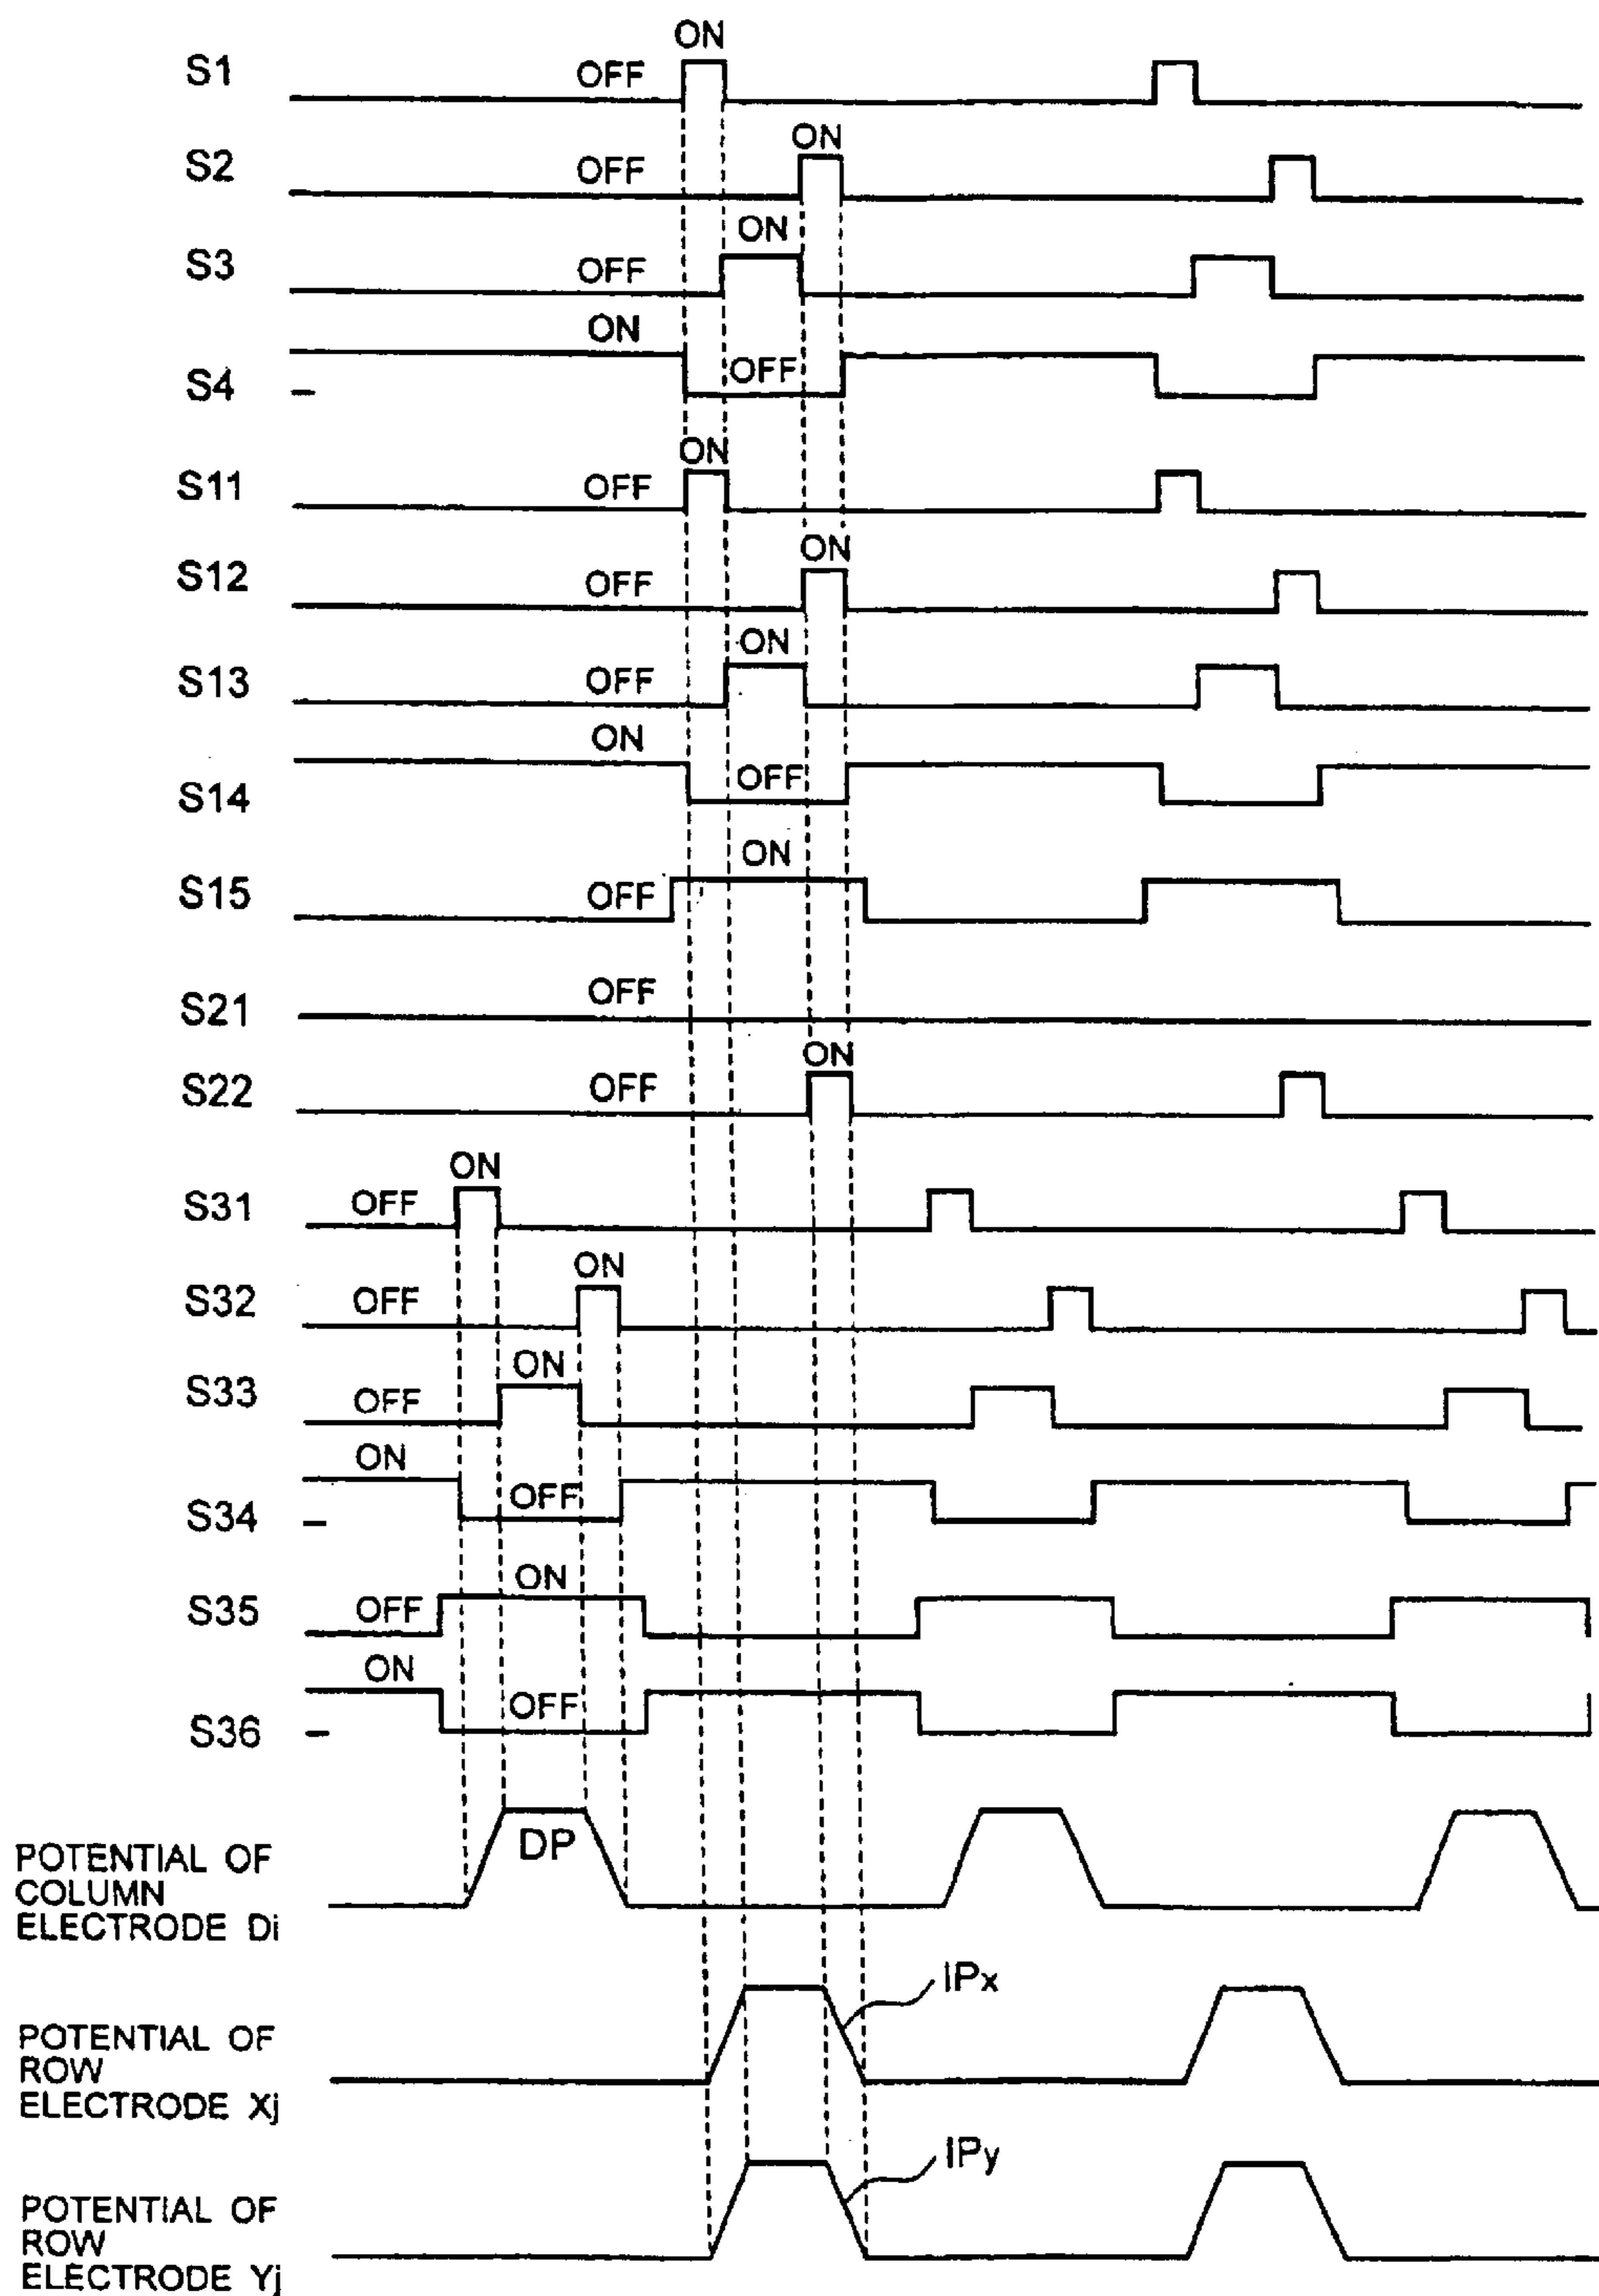 ON
S1 OFF
ON
S2 OFF
ON
S3 OFF
ON
S4 OFF
ON
S11 OFF
ON
S12 OFF
ON
S13 OFF
ON
S14 OFF
ON
S15 OFF
OFF
S21
ON
S22 OFF
ON
S31 OFF
ON
S32 OFF
ON
S33 OFF
ON
S34 OFF
ON
S35 OFF
ON
S36 OFF
DP
POTENTIAL OF
COLUMN
ELECTRODE Di
IPx
POTENTIAL OF
ROW
ELECTRODE Xj
IPy
POTENTIAL OF
ROW
ELECTRODE Yj